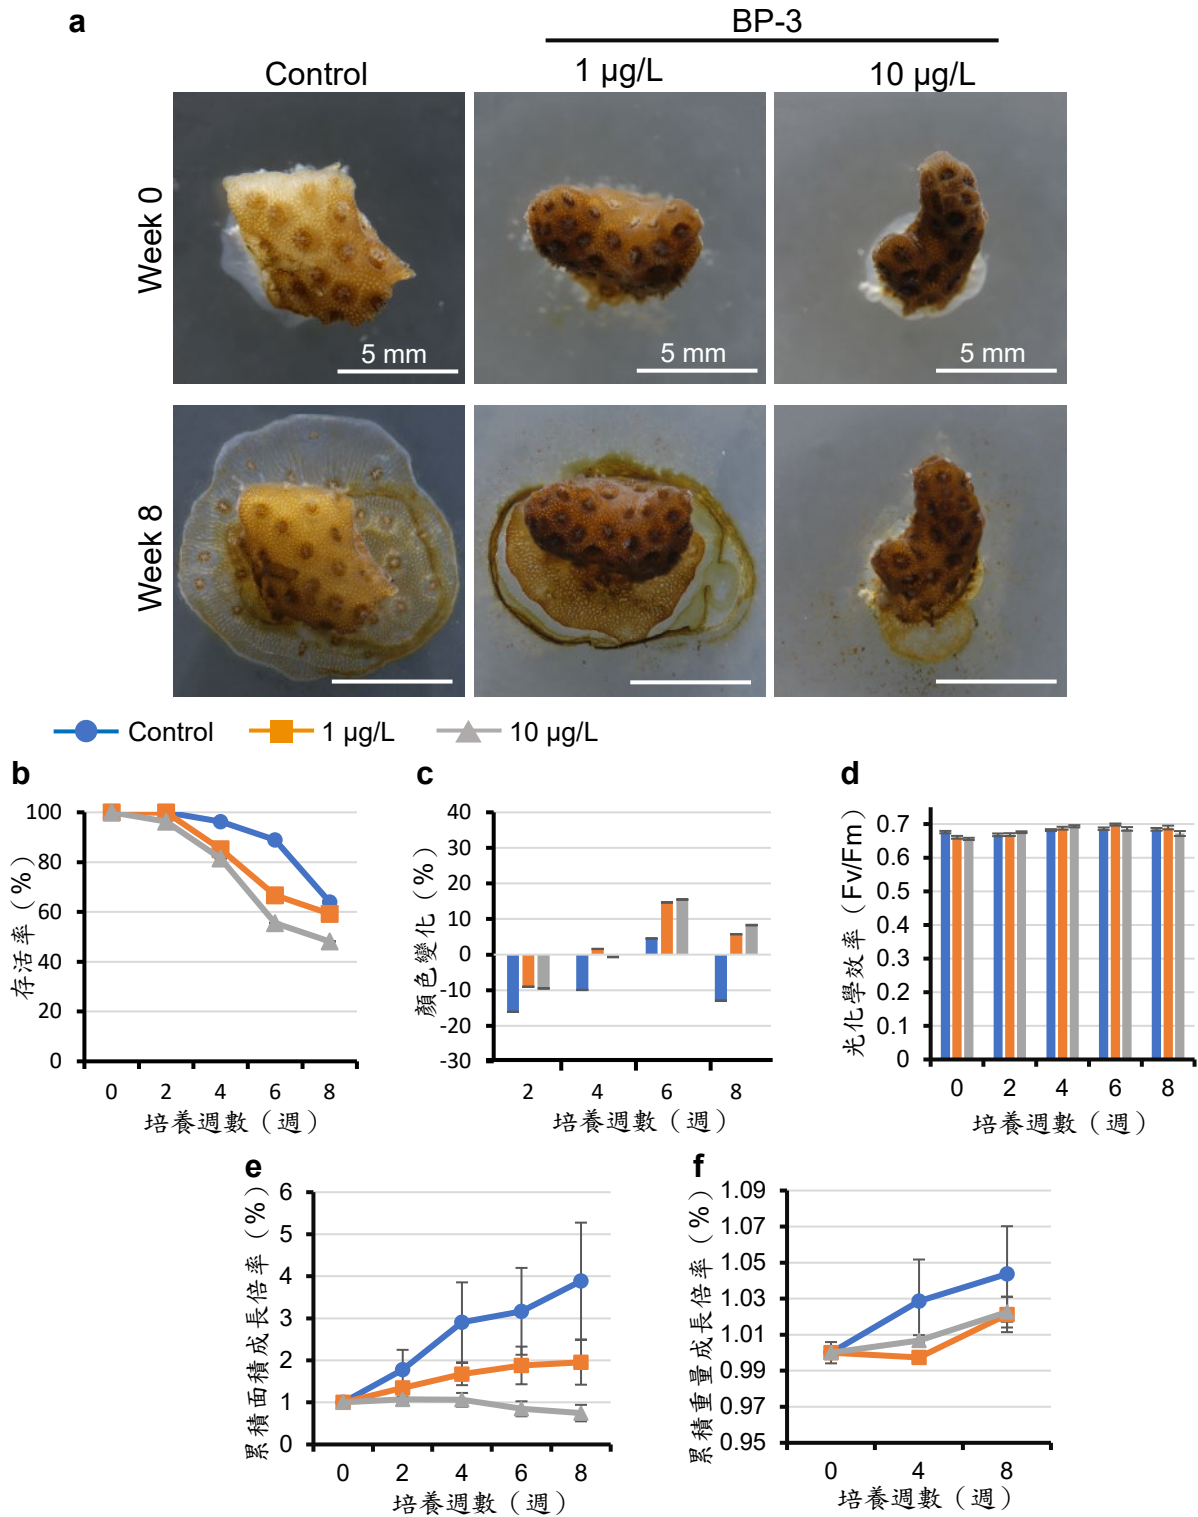 a
BP-3
Control
1 µg/L
10 µg/L
Week 0
5 mm
5 mm
5 mm
Week 8
Control
1 µg/L
10 µg/L
b
存活率（%）
100
80
60
40
20
0
0 2 4 6 8
培養週數（週）
c
顏色變化（%）
40
30
20
10
0
-10
-20
-30
2 4 6 8
培養週數（週）
d
光化學效率（Fv/Fm）
0.7
0.6
0.5
0.4
0.3
0.2
0.1
0
0 2 4 6 8
培養週數（週）
e
累積面積成長倍率（%）
6
5
4
3
2
1
0
0 2 4 6 8
培養週數（週）
f
累積重量成長倍率（%）
1.09
1.07
1.05
1.03
1.01
0.99
0.97
0.95
0 4 8
培養週數（週）